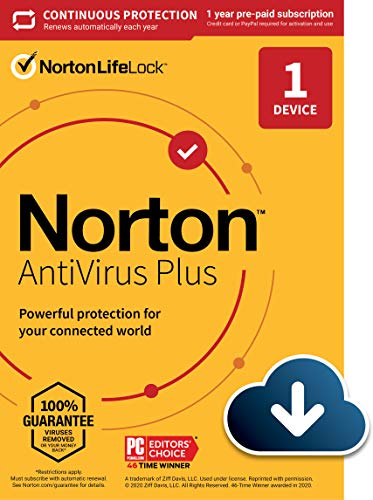 CONTINUOUS PROTECTION
Renews automatically each year
1 year pre-paid subscription
Credit card or PayPal required for activation and use
NortonLifeLock™
1
DEVICE
Norton™
AntiVirus Plus
Powerful protection for
your connected world
100%
GUARANTEE
VIRUSES
REMOVED
OR YOUR MONEY
BACK*
PC
EDITORS'
CHOICE
46 TIME WINNER
*Restrictions apply.
Must subscribe with automatic renewal.
See Norton.com/guarantee for details.
A trademark of Ziff Davis, LLC. Used under license. Reprinted with permission.
© 2020 Ziff Davis, LLC. All Rights Reserved. 46-Time Winner awarded in 2020.